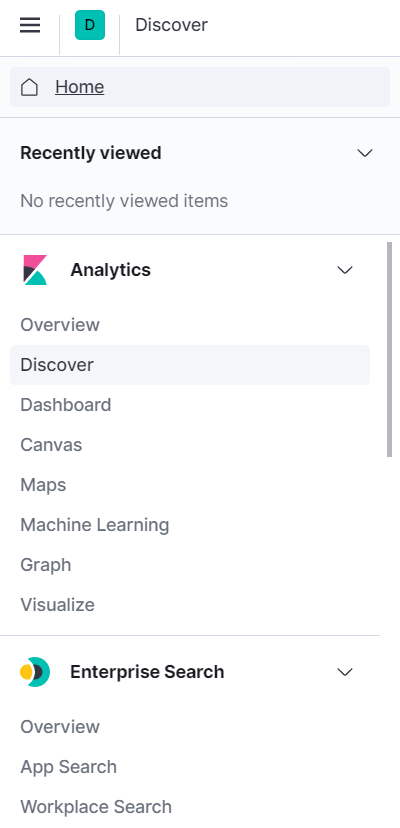 D
Discover
Home
Recently viewed
No recently viewed items
Analytics
Overview
Discover
Dashboard
Canvas
Maps
Machine Learning
Graph
Visualize
Enterprise Search
Overview
App Search
Workplace Search